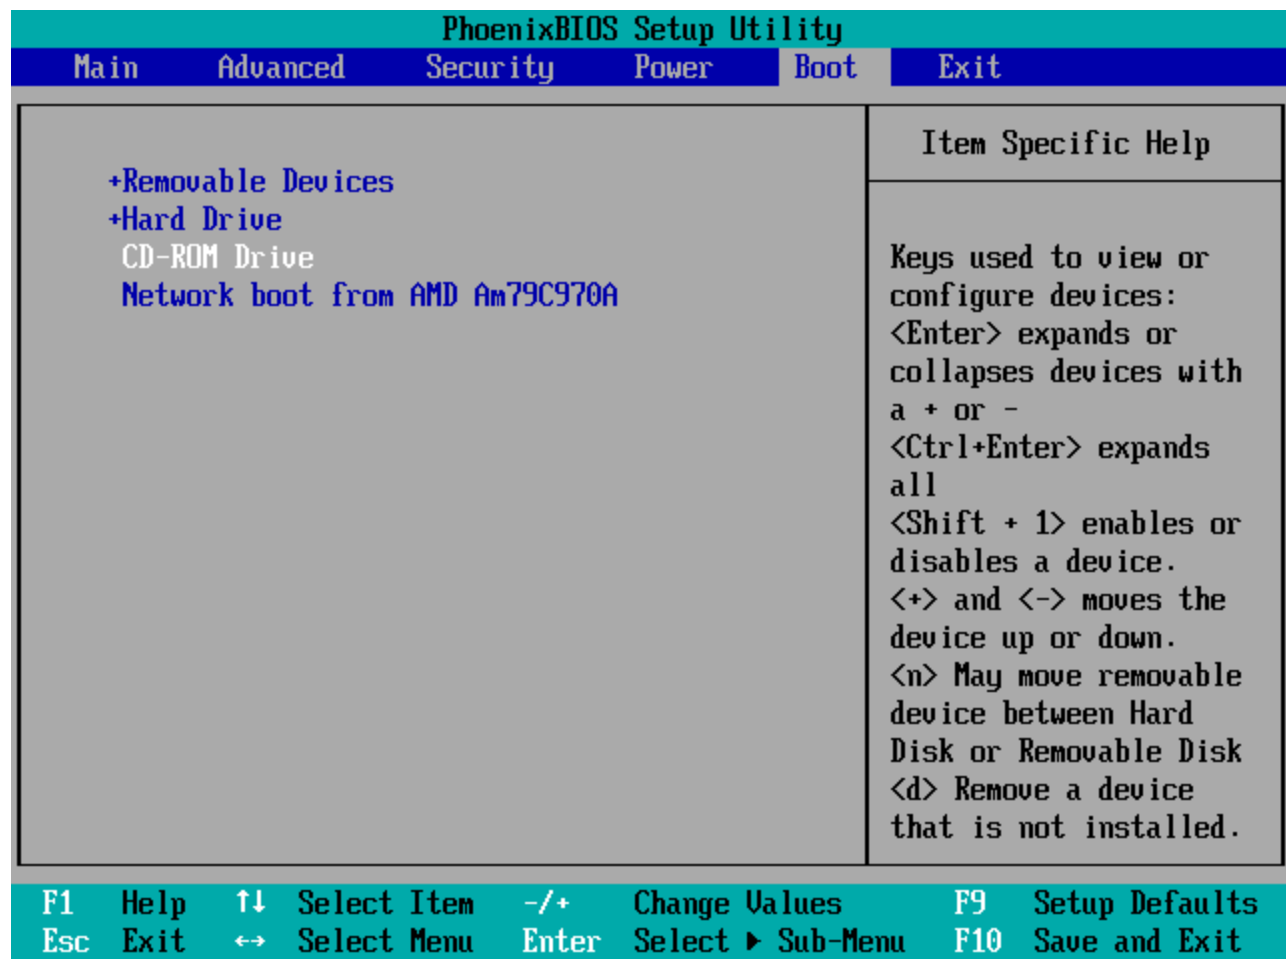 PhoenixBIOS Setup Utility
Main Advanced Security Power Boot Exit
+Removable Devices
+Hard Drive
CD-ROM Drive
Network boot from AMD Am79C970A
Item Specific Help
Keys used to view or
configure devices:
<Enter> expands or
collapses devices with
a + or -
<Ctrl+Enter> expands
all
<Shift + 1> enables or
disables a device.
<+> and <-> moves the
device up or down.
<n> May move removable
device between Hard
Disk or Removable Disk
<d> Remove a device
that is not installed.
F1 Help ↑↓ Select Item -/+ Change Values F9 Setup Defaults
Esc Exit ↔ Select Menu Enter Select ▶ Sub-Menu F10 Save and Exit